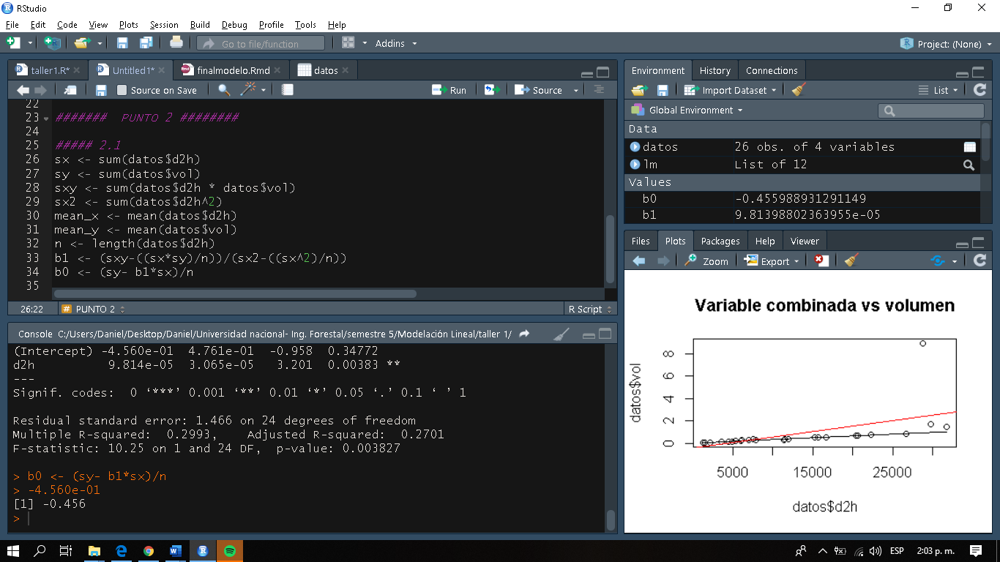 RStudio
File Edit Code View Plots Session Build Debug Profile Tools Help
Go to file/function Addins Project: (None)
taller1.R* Untitled1* finalmodelo.Rmd datos
Source on Save Run Source
22
23 ####### PUNTO 2 ########
24
25 ##### 2.1
26 sx <- sum(datos$d2h)
27 sy <- sum(datos$vol)
28 sxy <- sum(datos$d2h * datos$vol)
29 sx2 <- sum(datos$d2h^2)
30 mean_x <- mean(datos$d2h)
31 mean_y <- mean(datos$vol)
32 n <- length(datos$d2h)
33 b1 <- (sxy-((sx*sy)/n))/(sx2-((sx^2)/n))
34 b0 <- (sy- b1*sx)/n
35
26:22 # PUNTO 2 R Script
Console C:/Users/Daniel/Desktop/Daniel/Universidad nacional- Ing. Forestal/semestre 5/Modelación Lineal/taller 1/
(Intercept) -4.560e-01 4.761e-01 -0.958 0.34772
d2h 9.814e-05 3.065e-05 3.201 0.00383 **
---
Signif. codes: 0 ‘***’ 0.001 ‘**’ 0.01 ‘*’ 0.05 ‘.’ 0.1 ‘ ’ 1
Residual standard error: 1.466 on 24 degrees of freedom
Multiple R-squared: 0.2993, Adjusted R-squared: 0.2701
F-statistic: 10.25 on 1 and 24 DF, p-value: 0.003827
> b0 <- (sy- b1*sx)/n
> -4.560e-01
[1] -0.456
>
Environment History Connections
Import Dataset List
Global Environment
Data
datos 26 obs. of 4 variables
lm List of 12
Values
b0 -0.455988931291149
b1 9.81398802363955e-05
Files Plots Packages Help Viewer
Zoom Export
Variable combinada vs volumen
datos$vol
8
6
4
2
0
5000 15000 25000
datos$d2h
ESP 2:03 p. m.